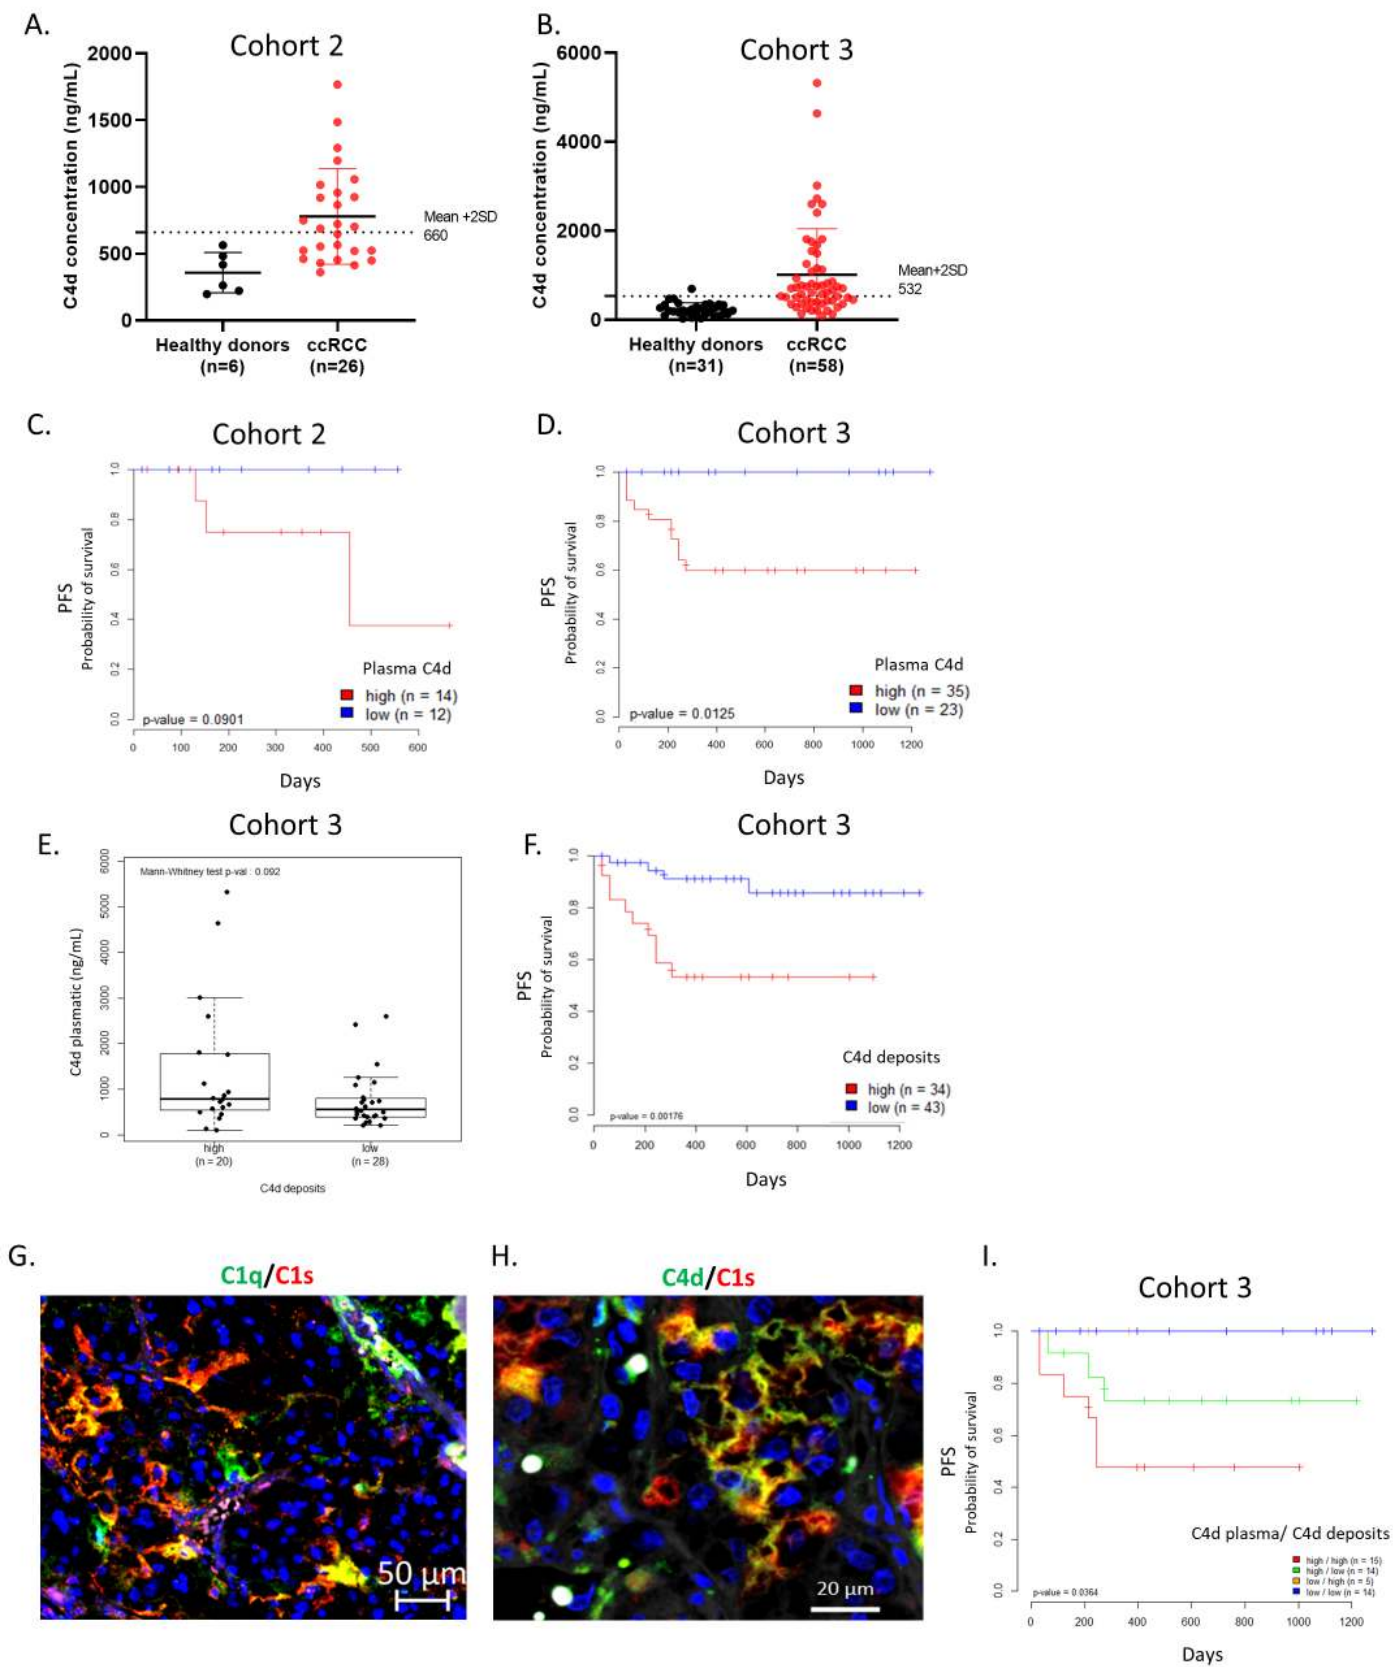 A.
Cohort 2
C4d concentration (ng/mL)
2000
1500
1000
500
0
Mean +2SD
660
Healthy donors
(n=6)
ccRCC
(n=26)
B.
Cohort 3
C4d concentration (ng/mL)
6000
4000
2000
0
Mean+2SD
532
Healthy donors
(n=31)
ccRCC
(n=58)
C.
Cohort 2
PFS
Probability of survival
1.0
0.8
0.6
0.4
0.2
0.0
Plasma C4d
high (n = 14)
low (n = 12)
p-value = 0.0901
0 100 200 300 400 500 600
Days
D.
Cohort 3
PFS
Probability of survival
1.0
0.8
0.6
0.4
0.2
0.0
Plasma C4d
high (n = 35)
low (n = 23)
p-value = 0.0125
0 200 400 600 800 1000 1200
Days
E.
Cohort 3
C4d plasmatic (ng/mL)
6000
5000
4000
3000
2000
1000
0
Mann-Whitney test p-val : 0.092
high
(n = 20)
low
(n = 28)
C4d deposits
F.
Cohort 3
PFS
Probability of survival
1.0
0.8
0.6
0.4
0.2
0.0
C4d deposits
high (n = 34)
low (n = 43)
p-value = 0.00176
0 200 400 600 800 1000 1200
Days
G.
C1q/C1s
50 µm
H.
C4d/C1s
20 µm
I.
Cohort 3
PFS
Probability of survival
1.0
0.8
0.6
0.4
0.2
0.0
C4d plasma/ C4d deposits
high / high (n = 15)
high / low (n = 14)
low / high (n = 5)
low / low (n = 14)
p-value = 0.0364
0 200 400 600 800 1000 1200
Days